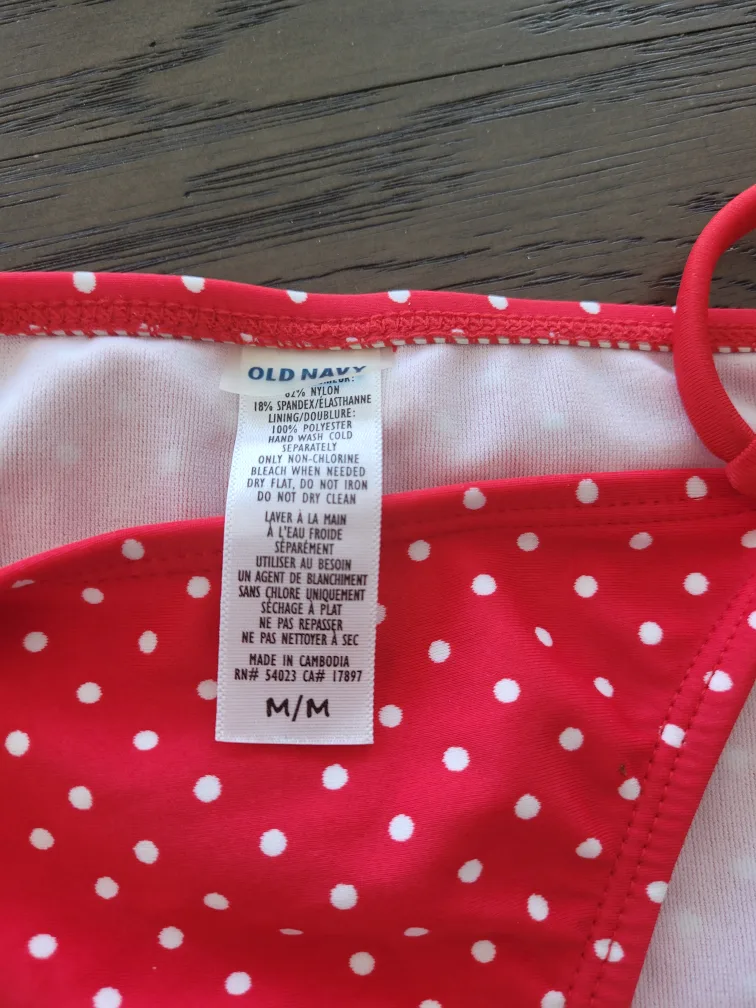 OLD NAVY
82% NYLON
18% SPANDEX/ÉLASTHANNE
LINING/DOUBLURE:
100% POLYESTER
HAND WASH COLD
SEPARATELY
ONLY NON-CHLORINE
BLEACH WHEN NEEDED
DRY FLAT, DO NOT IRON
DO NOT DRY CLEAN
LAVER À LA MAIN
À L'EAU FROIDE
SÉPARÉMENT
UTILISER AU BESOIN
UN AGENT DE BLANCHIMENT
SANS CHLORE UNIQUEMENT
SÉCHAGE À PLAT
NE PAS REPASSER
NE PAS NETTOYER À SEC
MADE IN CAMBODIA
RN# 54023 CA# 17897
M/M